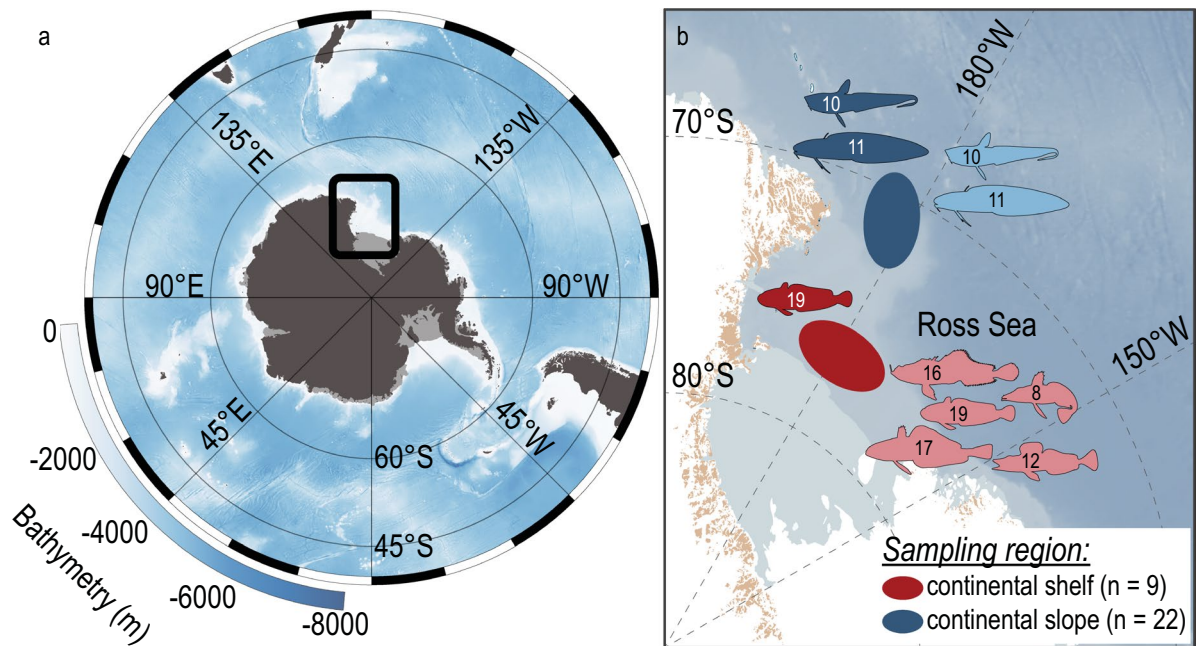 a
135°E
135°W
90°E
90°W
0
45°E
45°W
60°S
-2000
-4000
45°S
-6000
-8000
Bathymetry (m)
b
180°W
10
70°S
11
10
11
19
Ross Sea
150°W
16
8
80°S
19
17
12
Sampling region:
continental shelf (n = 9)
continental slope (n = 22)